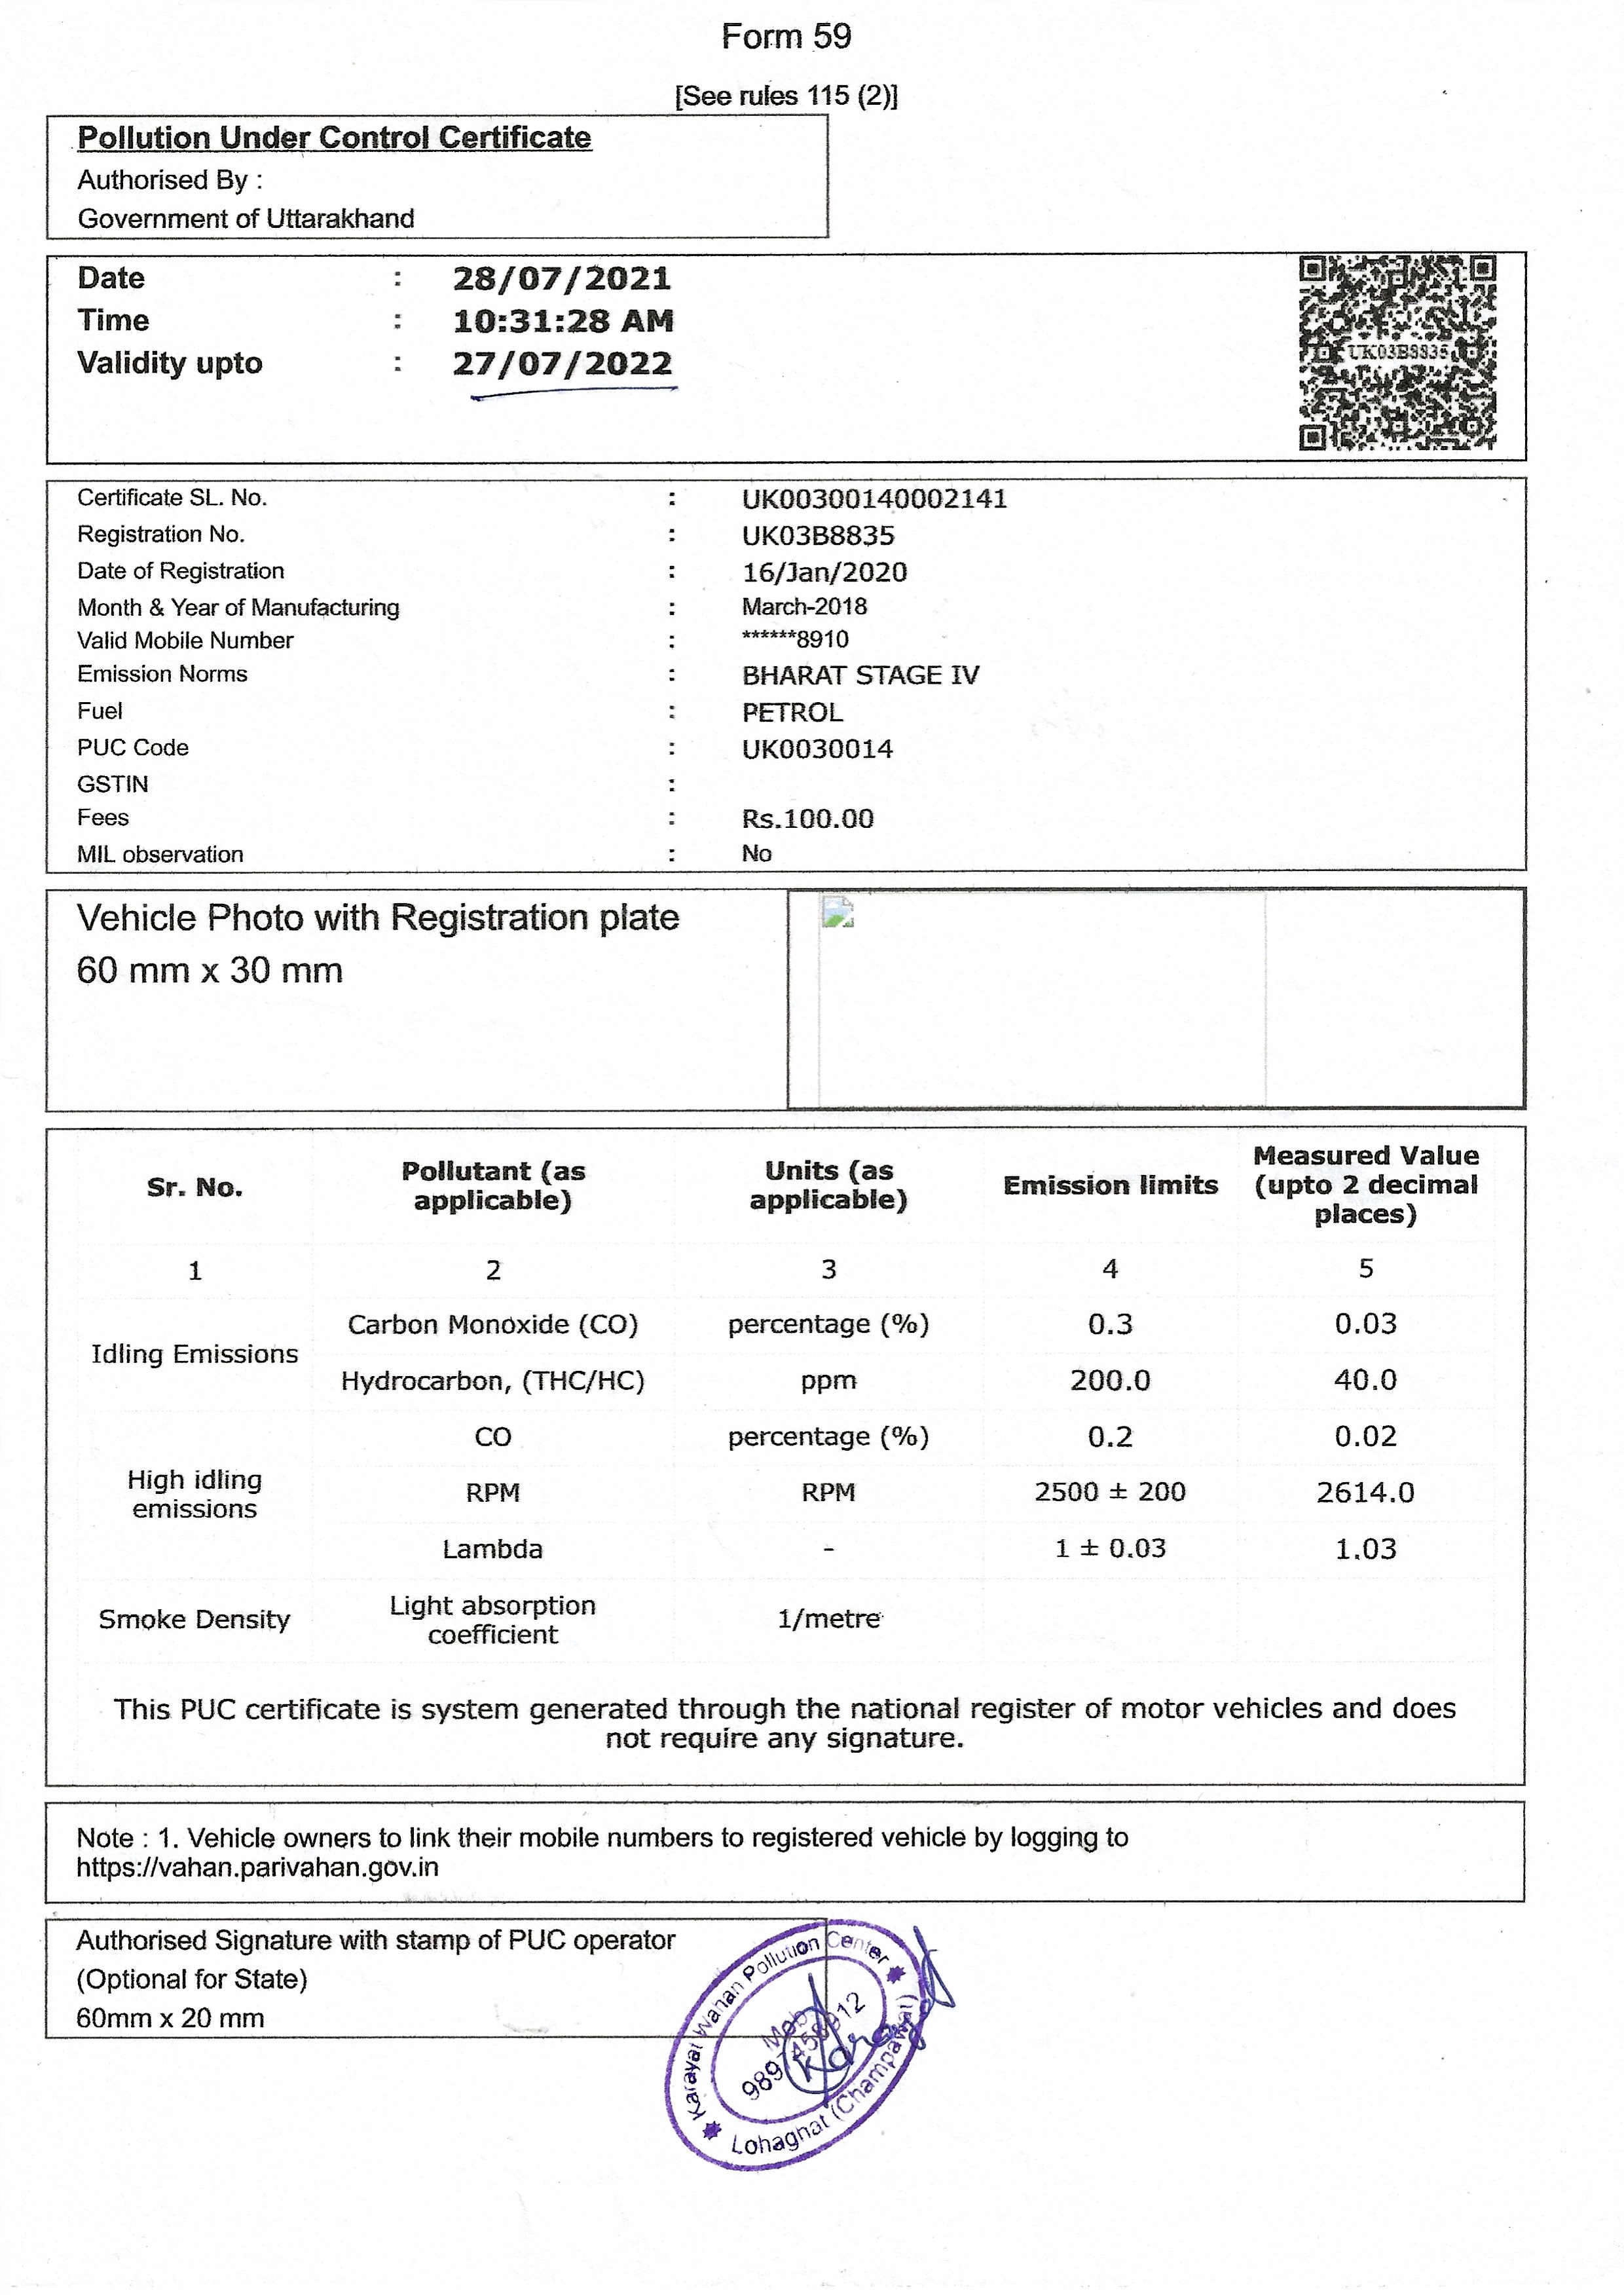 Form 59
[See rules 115 (2)]
Pollution Under Control Certificate
Authorised By :
Government of Uttarakhand
Date : 28/07/2021
Time : 10:31:28 AM
Validity upto : 27/07/2022
UK03B8835
Certificate SL. No. : UK00300140002141
Registration No. : UK03B8835
Date of Registration : 16/Jan/2020
Month & Year of Manufacturing : March-2018
Valid Mobile Number : ******8910
Emission Norms : BHARAT STAGE IV
Fuel : PETROL
PUC Code : UK0030014
GSTIN :
Fees : Rs.100.00
MIL observation : No
Vehicle Photo with Registration plate
60 mm x 30 mm
Sr. No. Pollutant (as applicable) Units (as applicable) Emission limits Measured Value (upto 2 decimal places)
1 2 3 4 5
Idling Emissions Carbon Monoxide (CO) percentage (%) 0.3 0.03
Hydrocarbon, (THC/HC) ppm 200.0 40.0
High idling emissions CO percentage (%) 0.2 0.02
RPM RPM 2500 ± 200 2614.0
Lambda - 1 ± 0.03 1.03
Smoke Density Light absorption coefficient 1/metre
This PUC certificate is system generated through the national register of motor vehicles and does
not require any signature.
Note : 1. Vehicle owners to link their mobile numbers to registered vehicle by logging to
https://vahan.parivahan.gov.in
Authorised Signature with stamp of PUC operator
(Optional for State)
60mm x 20 mm
Karayat Wahan Pollution Center
Mob
Lohaghat (Champawat)